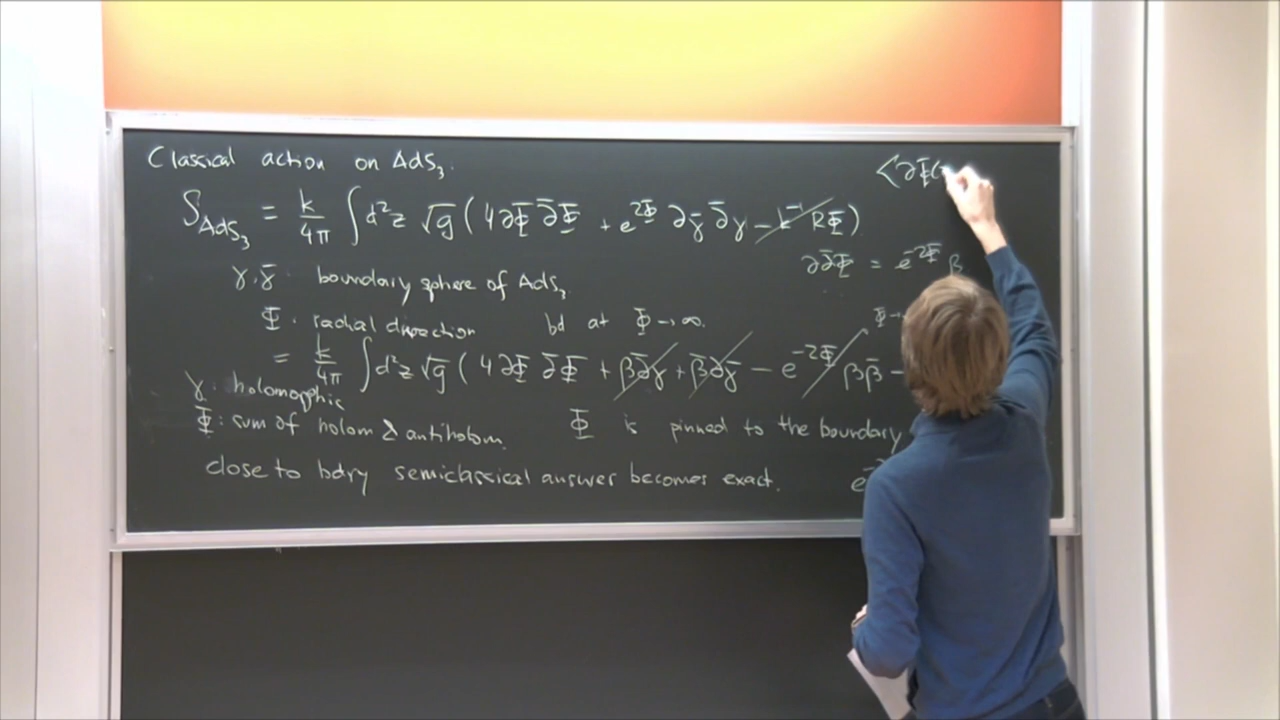 Classical action on AdS₃.
S_AdS₃ = k/4π ∫d²z √g (4∂Φ ∂̄Φ + e^{2Φ} ∂γ̄ ∂̄γ − k⁻¹ RΦ)
γ, γ̄ : boundary sphere of AdS₃
Φ : radial direction bd at Φ → ∞.
= k/4π ∫d²z √g (4∂Φ ∂̄Φ + β∂̄γ + β̄∂γ̄ − e^{−2Φ} ββ̄ −
γ : holomorphic
Φ : sum of holom & antiholom. Φ is pinned to the boundary
close to bdry semiclassical answer becomes exact.
⟨∂Φ(
∂∂̄Φ = e^{−2Φ} β
Φ →
e